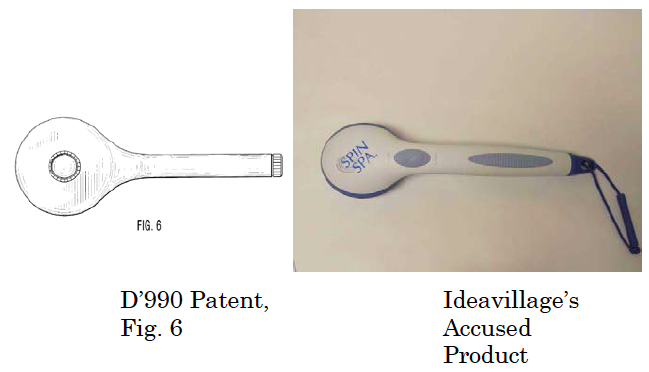 FIG. 6
SPIN
SPA
D’990 Patent,
Fig. 6
Ideavillage’s
Accused
Product